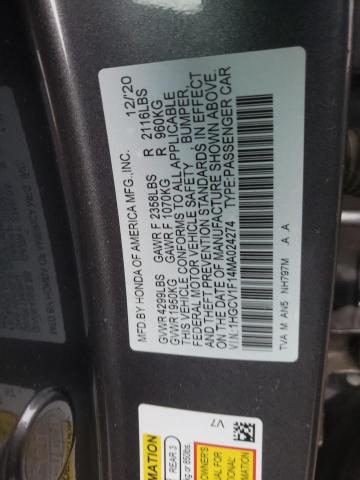 MFD BY HONDA OF AMERICA MFG.,INC. 12/'20
GVWR 4299LBS GAWR F 2358LBS R 2116LBS
GVWR 1950KG GAWR F 1070KG R 960KG
THIS VEHICLE CONFORMS TO ALL APPLICABLE
FEDERAL MOTOR VEHICLE SAFETY, BUMPER,
AND THEFT PREVENTION STANDARDS IN EFFECT
ON THE DATE OF MANUFACTURE SHOWN ABOVE.
V.I.N. 1HGCV1F14MA024274 TYPE:PASSENGER CAR
TVA M AN5 NH797M A A
V7
REAR 3